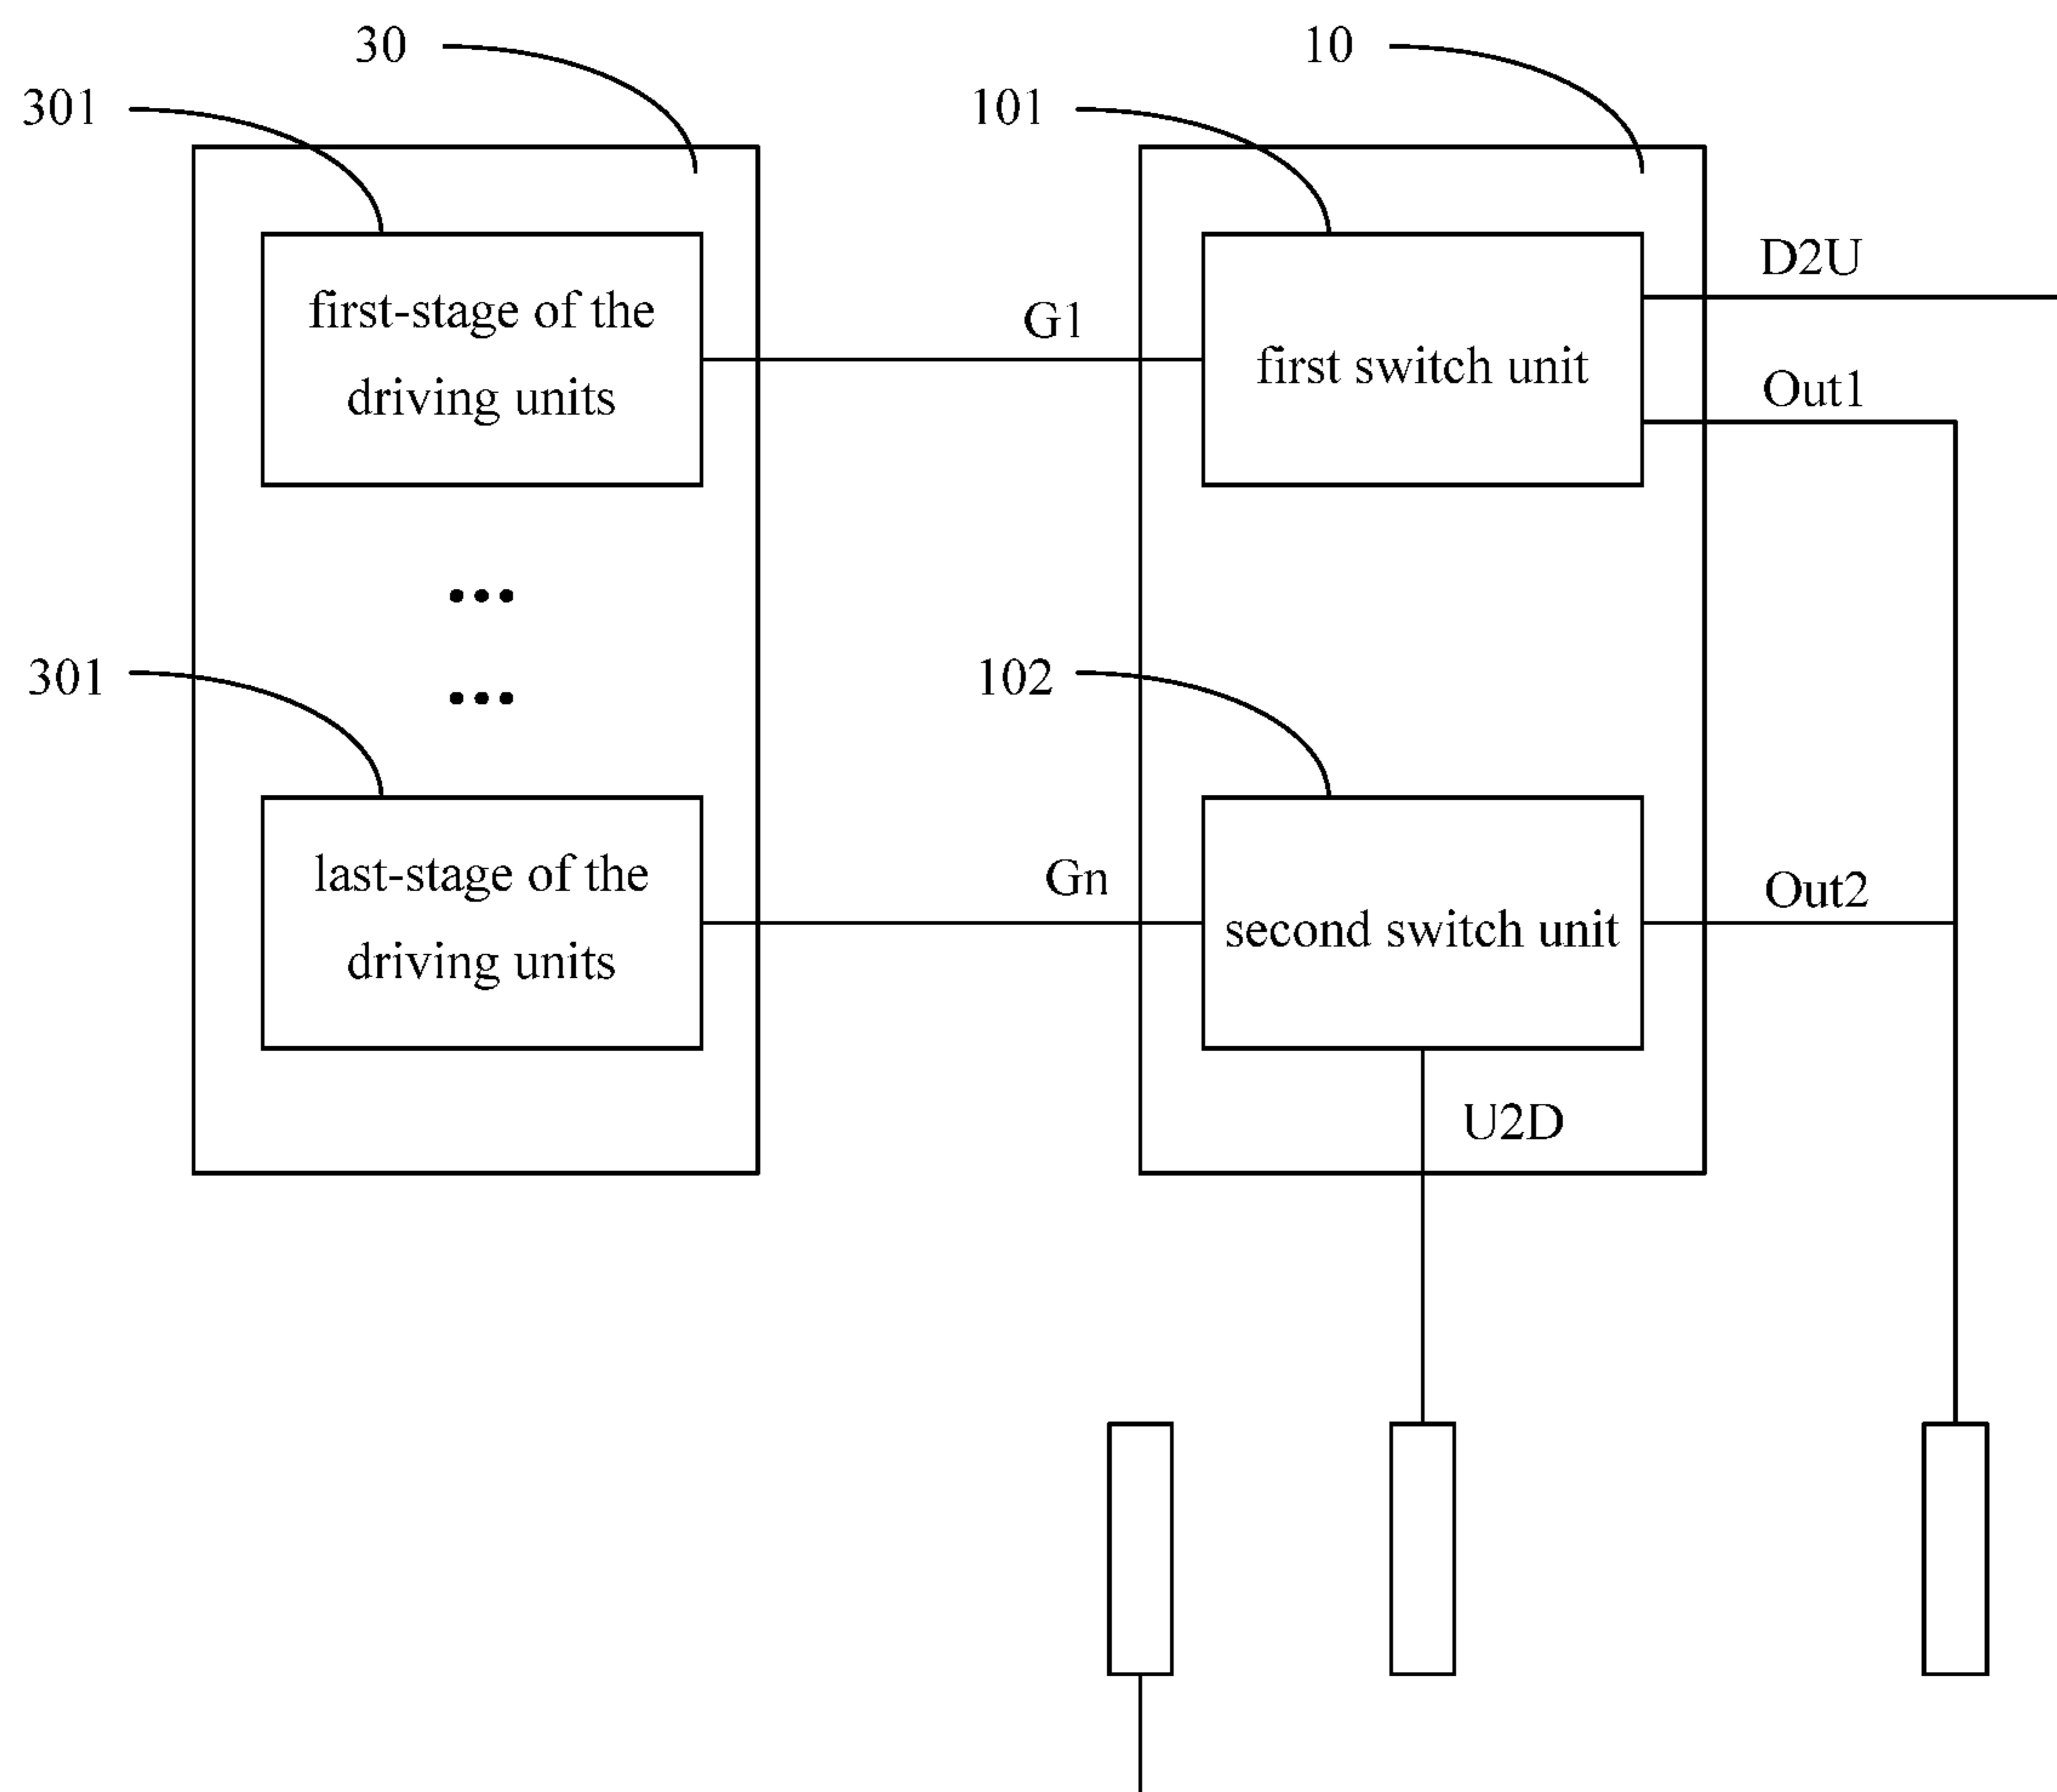 30
10
301
101
D2U
first-stage of the
driving units
G1
first switch unit
Out1
...
301
...
102
last-stage of the
driving units
Gn
second switch unit
Out2
U2D